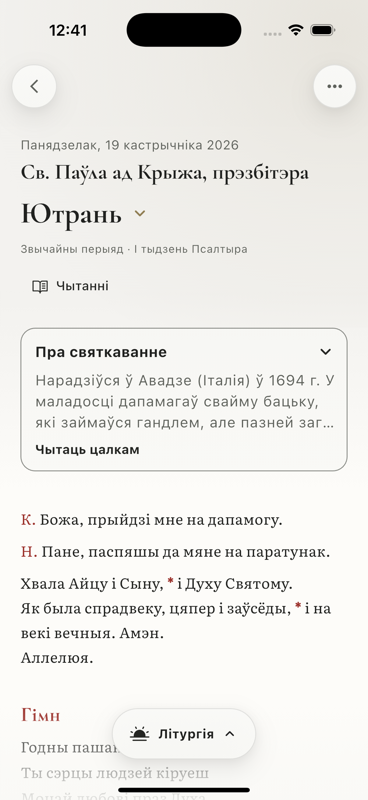 12:41
Панядзелак, 19 кастрычніка 2026
Св. Паўла ад Крыжа, прэзбітэра
Ютрань
Звычайны перыяд · I тыдзень Псалтыра
Чытанні
Пра святкаванне
Нарадзіўся ў Авадзе (Італія) ў 1694 г. У
маладосці дапамагаў свайму бацьку,
які займаўся гандлем, але пазней заг...
Чытаць цалкам
К. Божа, прыйдзі мне на дапамогу.
Н. Пане, паспяшы да мяне на паратунак.
Хвала Айцу і Сыну, * і Духу Святому.
Як была спрадвеку, цяпер і заўсёды, * і на
векі вечныя. Амэн.
Аллелюя.
Гімн
Годны
Літургія
Ты сэрцы людзей кіруеш